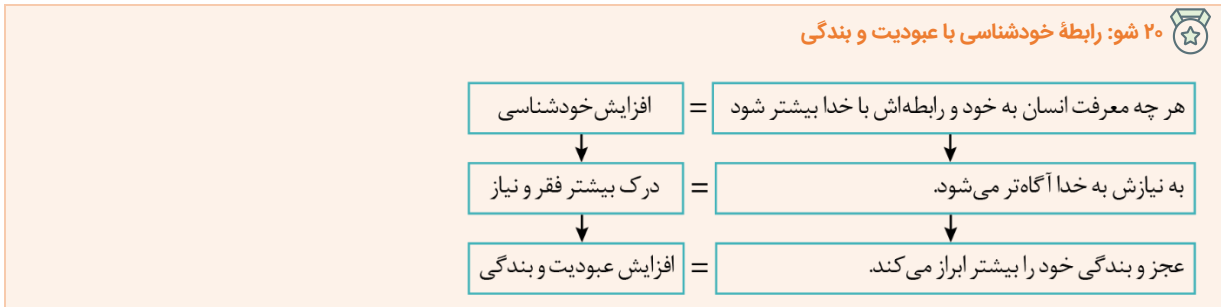 ۲۰ شو: رابطهٔ خودشناسی با عبودیت و بندگی
هر چه معرفت انسان به خود و رابطه‌اش با خدا بیشتر شود = افزایش خودشناسی
به نیازش به خدا آگاه‌تر می‌شود. = درک بیشتر فقر و نیاز
عجز و بندگی خود را بیشتر ابراز می‌کند. = افزایش عبودیت و بندگی